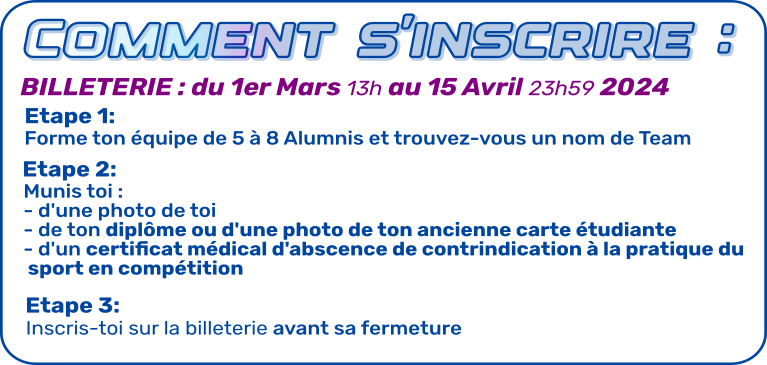 Comment s'inscrire :
BILLETERIE : du 1er Mars 13h au 15 Avril 23h59 2024
Etape 1:
Forme ton équipe de 5 à 8 Alumnis et trouvez-vous un nom de Team
Etape 2:
Munis toi :
- d'une photo de toi
- de ton diplôme ou d'une photo de ton ancienne carte étudiante
- d'un certificat médical d'abscence de contrindication à la pratique du
sport en compétition
Etape 3:
Inscris-toi sur la billeterie avant sa fermeture